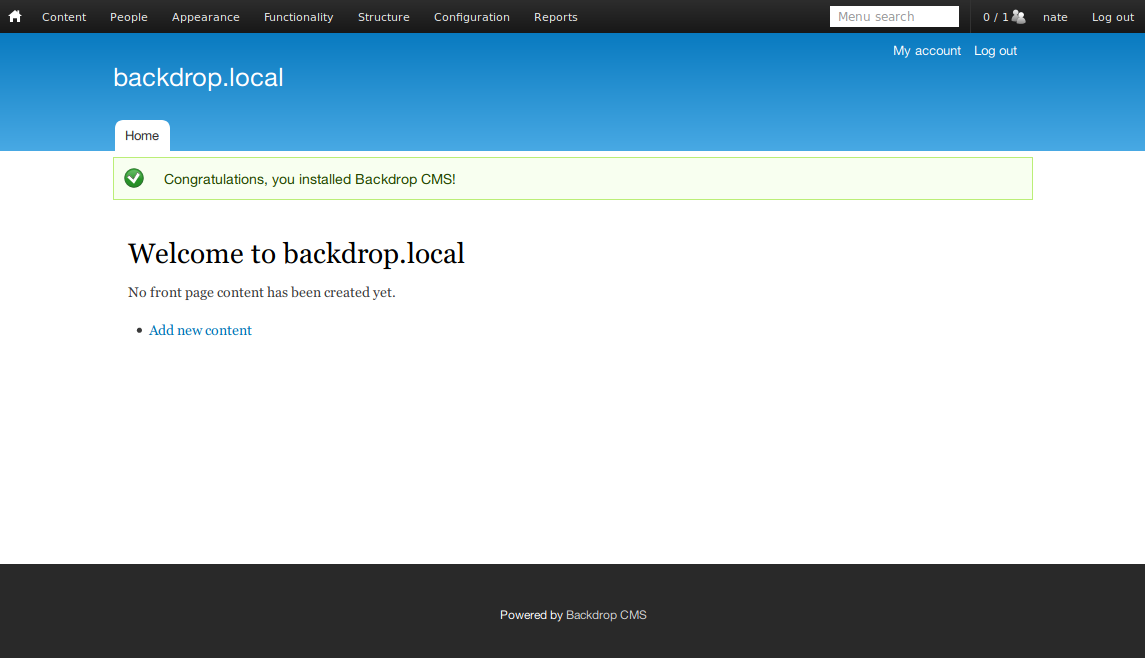 Content People Appearance Functionality Structure Configuration Reports Menu search 0 / 1 nate Log out
My account Log out
backdrop.local
Home
Congratulations, you installed Backdrop CMS!
Welcome to backdrop.local
No front page content has been created yet.
Add new content
Powered by Backdrop CMS